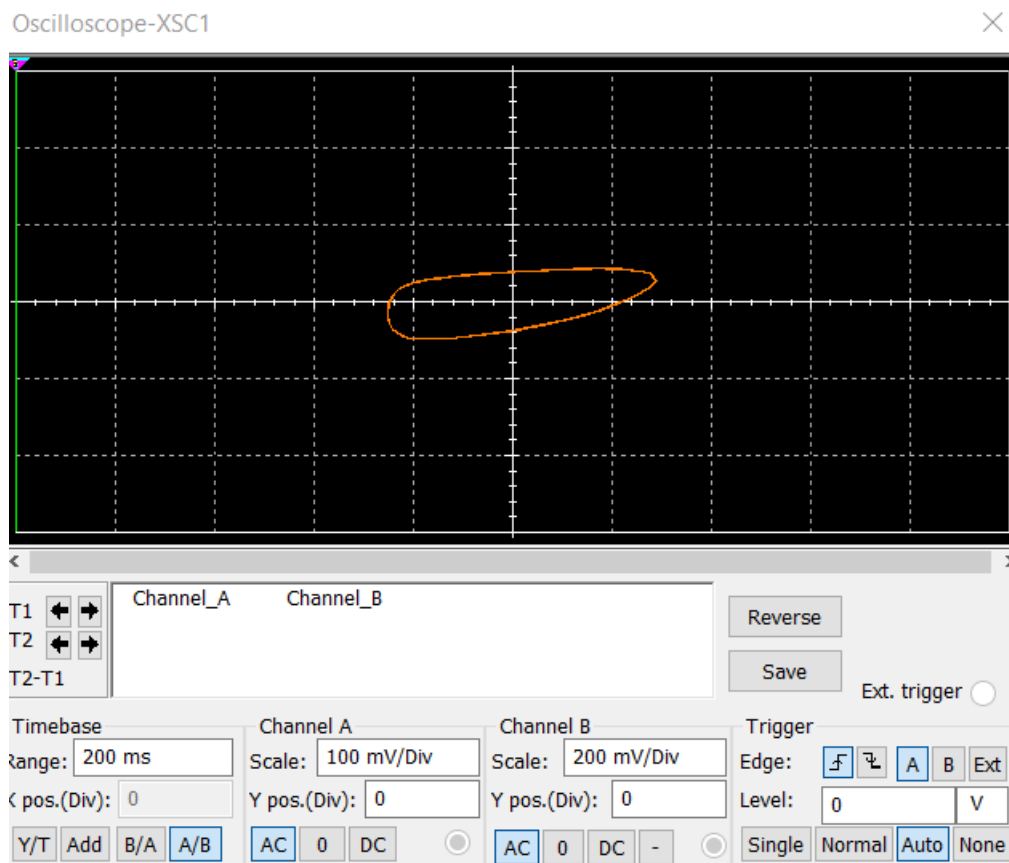 Oscilloscope-XSC1
Channel_A Channel_B
T1
T2
T2-T1
Reverse
Save
Ext. trigger
Timebase
Range: 200 ms
X pos.(Div): 0
Y/T Add B/A A/B
Channel A
Scale: 100 mV/Div
Y pos.(Div): 0
AC 0 DC
Channel B
Scale: 200 mV/Div
Y pos.(Div): 0
AC 0 DC -
Trigger
Edge: A B Ext
Level: 0 V
Single Normal Auto None